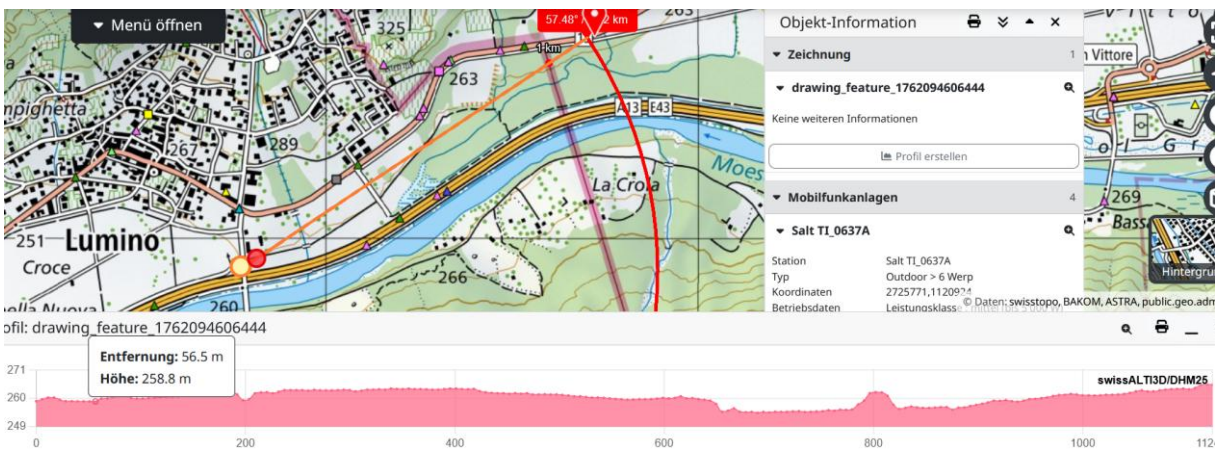 Menü öffnen
325
57.48°
km
263
1 km
263
Objekt-Information
Zeichnung
1
drawing_feature_1762094606444
Keine weiteren Informationen
Profil erstellen
Mobilfunkanlagen
4
Salt TI_0637A
Station Salt TI_0637A
Typ Outdoor > 6 Werp
Koordinaten 2725771,1120924
Betriebsdaten
n Vittore
mpighetta
267
289
A13 E43
Moes
La Croia
269
Bass
251
Lumino
Croce
266
260
Hintergru
© Daten: swisstopo, BAKOM, ASTRA, public.geo.adm
ofil: drawing_feature_1762094606444
Entfernung: 56.5 m
Höhe: 258.8 m
271
260
249
swissALTI3D/DHM25
0
200
400
600
800
1000
112